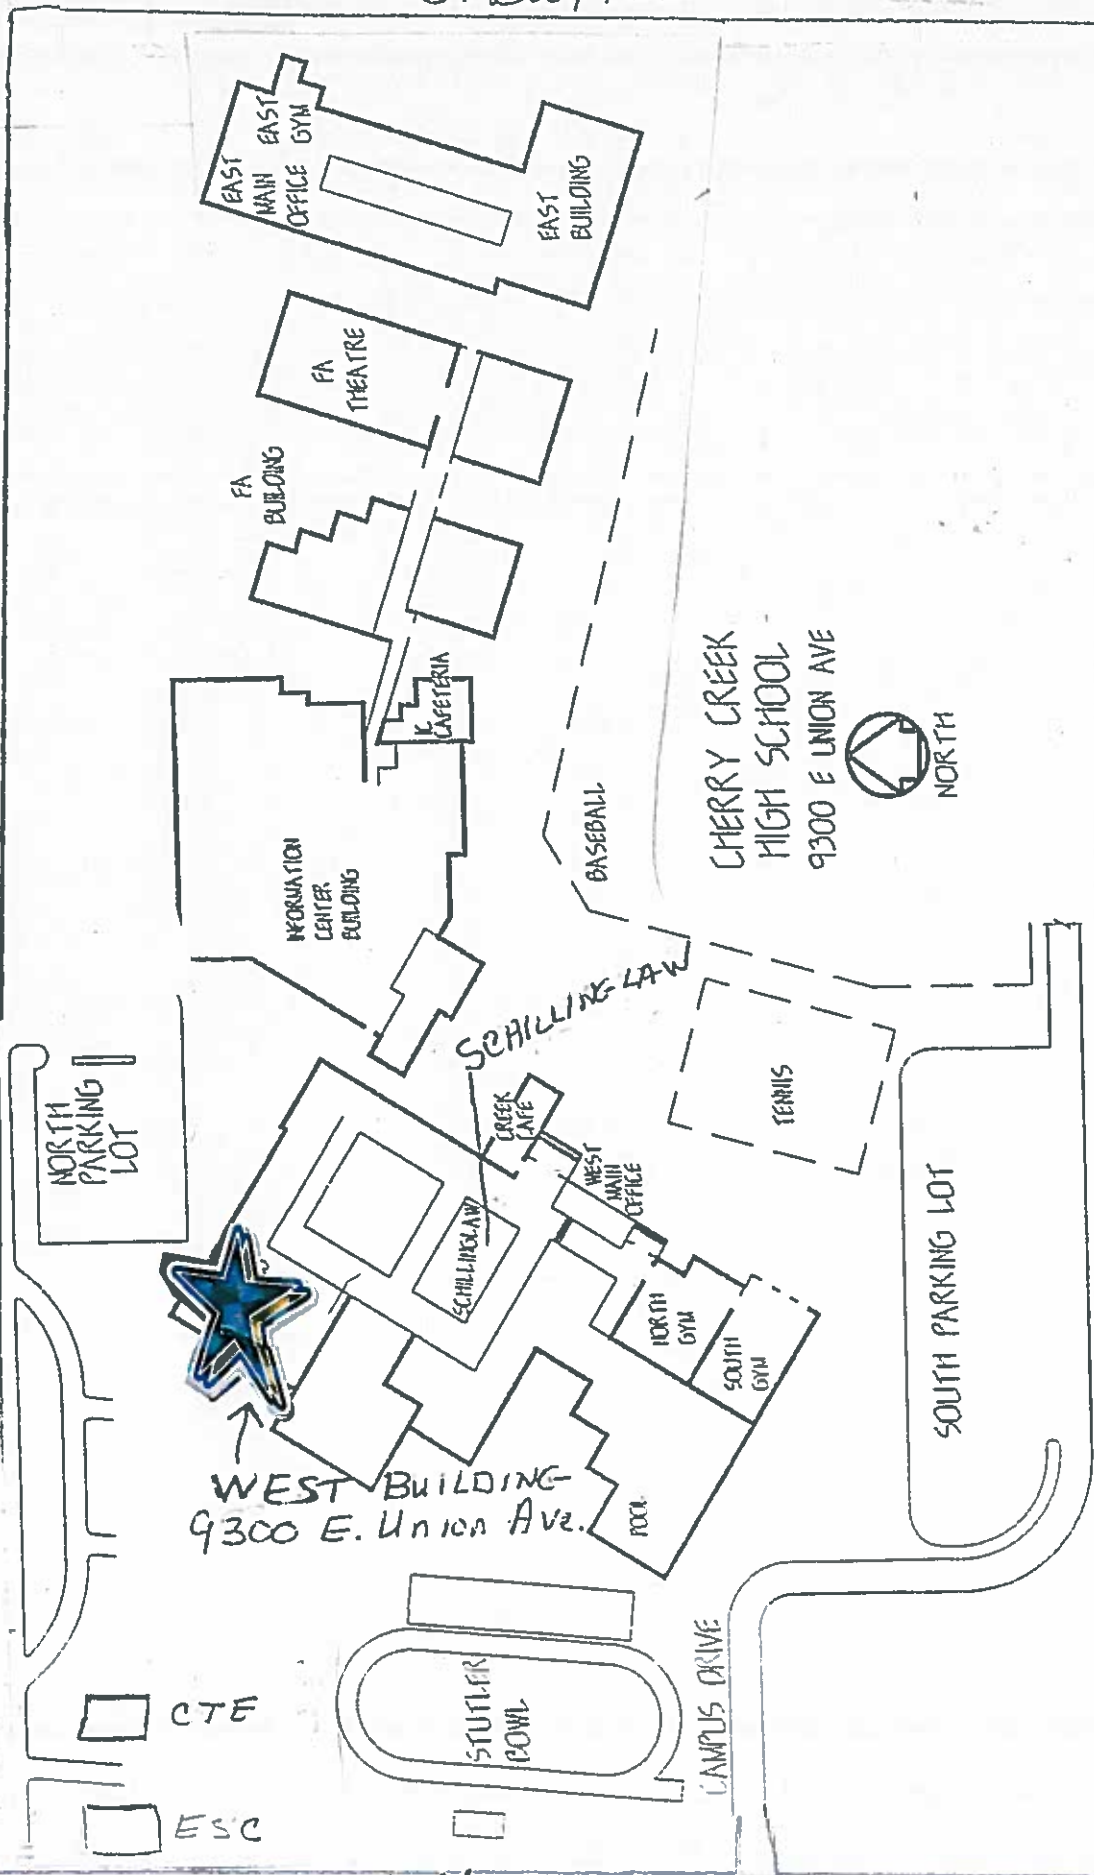 EAST
MAIN
OFFICE
EAST
GYM
EAST
BUILDING
FA
THEATRE
FA
BUILDING
K
CAFETERIA
INFORMATION
CENTER
BUILDING
BASEBALL
CHERRY CREEK
HIGH SCHOOL
9300 E UNION AVE
NORTH
NORTH
PARKING
LOT
SCHILLING LAW
SCHILLINGLAW
CREEK
CAFE
WEST
MAIN
OFFICE
TENNIS
NORTH
GYM
SOUTH
GYM
POOL
SOUTH PARKING LOT
WEST BUILDING
9300 E. Union Ave.
STUTLER
BOWL
CAMPUS DRIVE
CTE
ESC